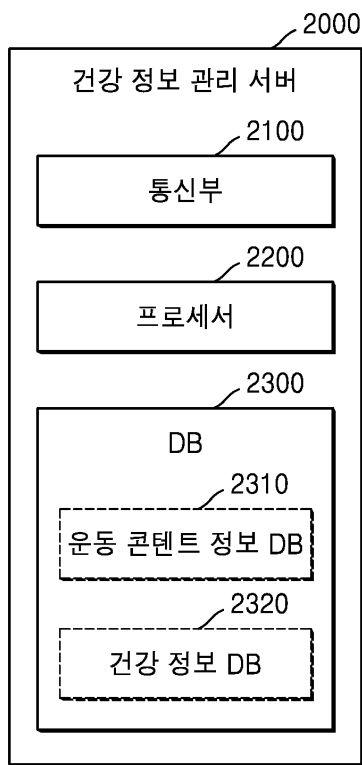 2000
건강 정보 관리 서버
2100
통신부
2200
프로세서
2300
DB
2310
운동 콘텐트 정보 DB
2320
건강 정보 DB